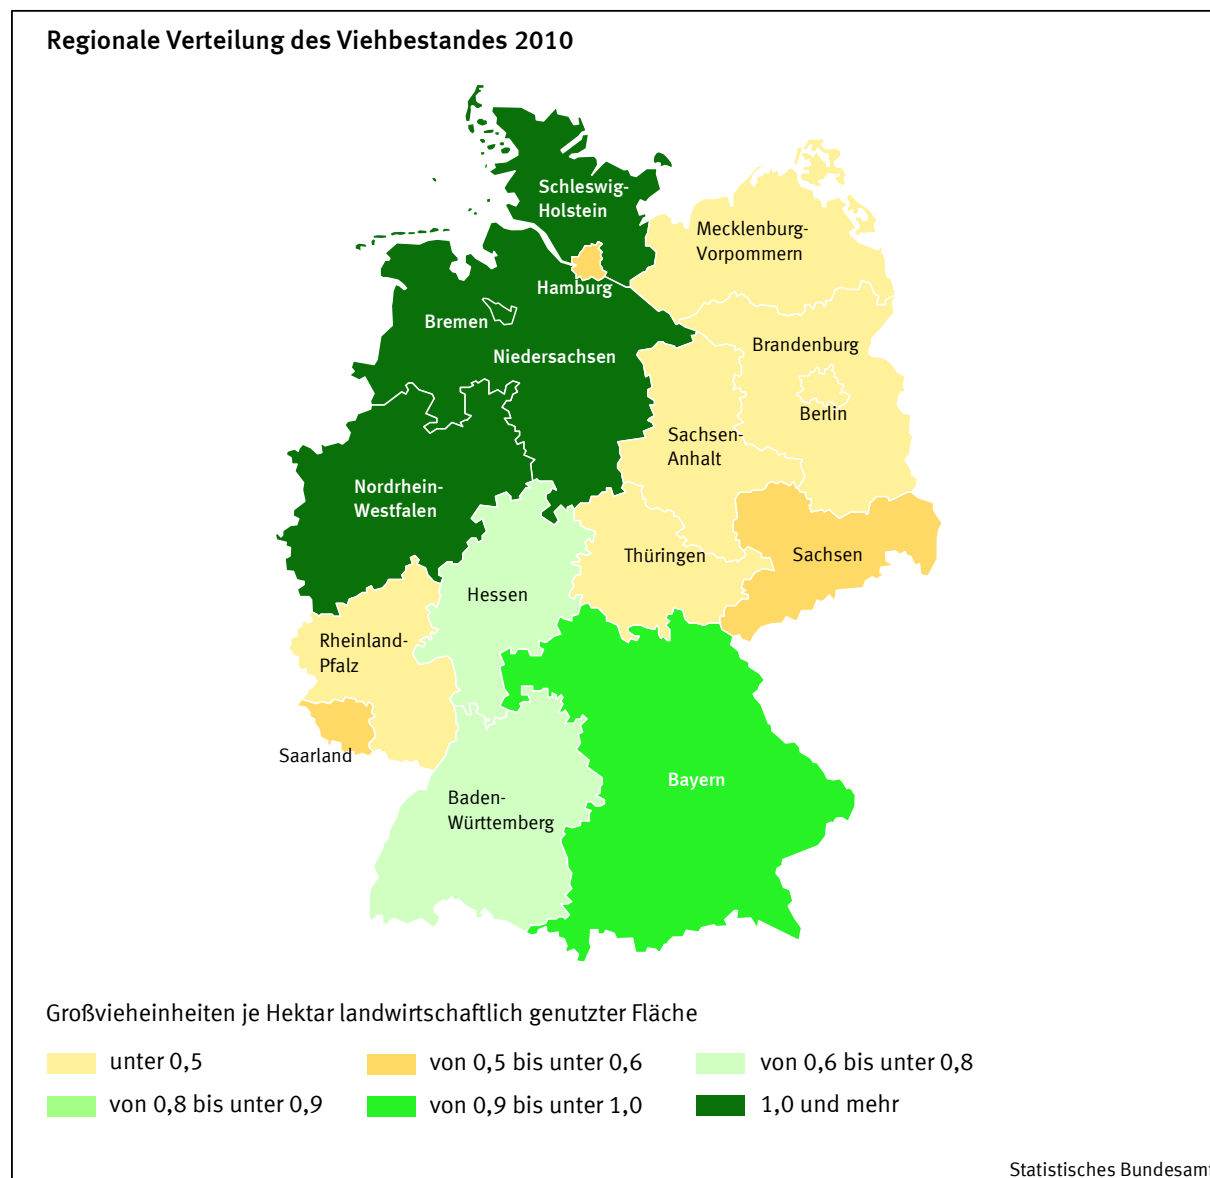 Regionale Verteilung des Viehbestandes 2010
Schleswig-
Holstein
Mecklenburg-
Vorpommern
Hamburg
Bremen
Brandenburg
Niedersachsen
Berlin
Sachsen-
Anhalt
Nordrhein-
Westfalen
Thüringen
Sachsen
Hessen
Rheinland-
Pfalz
Saarland
Bayern
Baden-
Württemberg
Großvieheinheiten je Hektar landwirtschaftlich genutzter Fläche
unter 0,5
von 0,5 bis unter 0,6
von 0,6 bis unter 0,8
von 0,8 bis unter 0,9
von 0,9 bis unter 1,0
1,0 und mehr
Statistisches Bundesamt